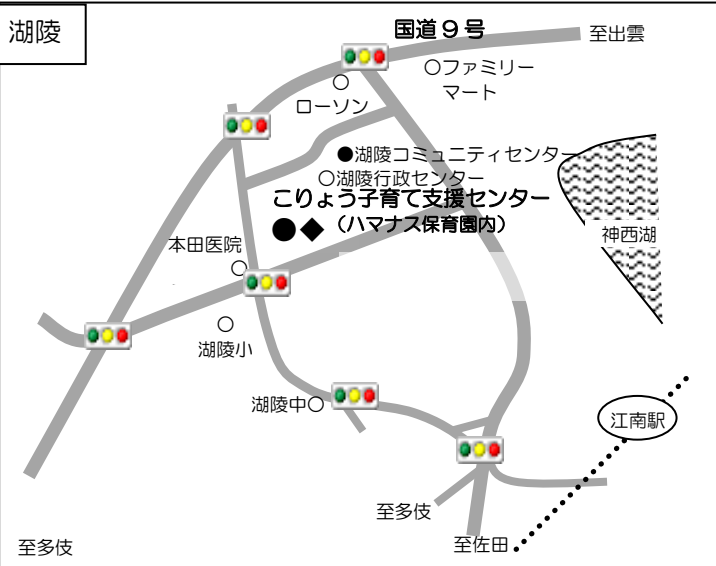 湖陵
国道９号
至出雲
○ファミリー
マート
ローソン
●湖陵コミュニティセンター
○湖陵行政センター
こりょう子育て支援センター
●◆（ハマナス保育園内）
神西湖
本田医院
湖陵小
湖陵中○
江南駅
至多伎
至佐田
至多伎